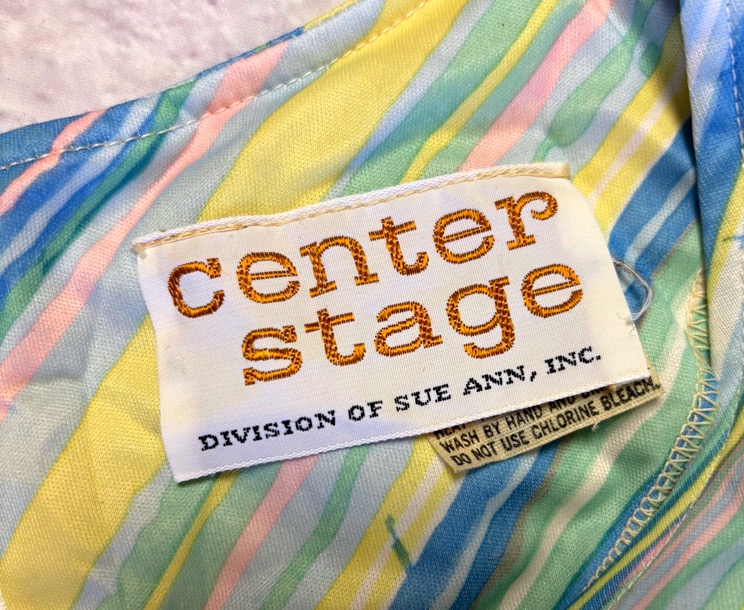 center
stage
DIVISION OF SUE ANN, INC.
WASH BY HAND AND
DO NOT USE CHLORINE BLEACH.